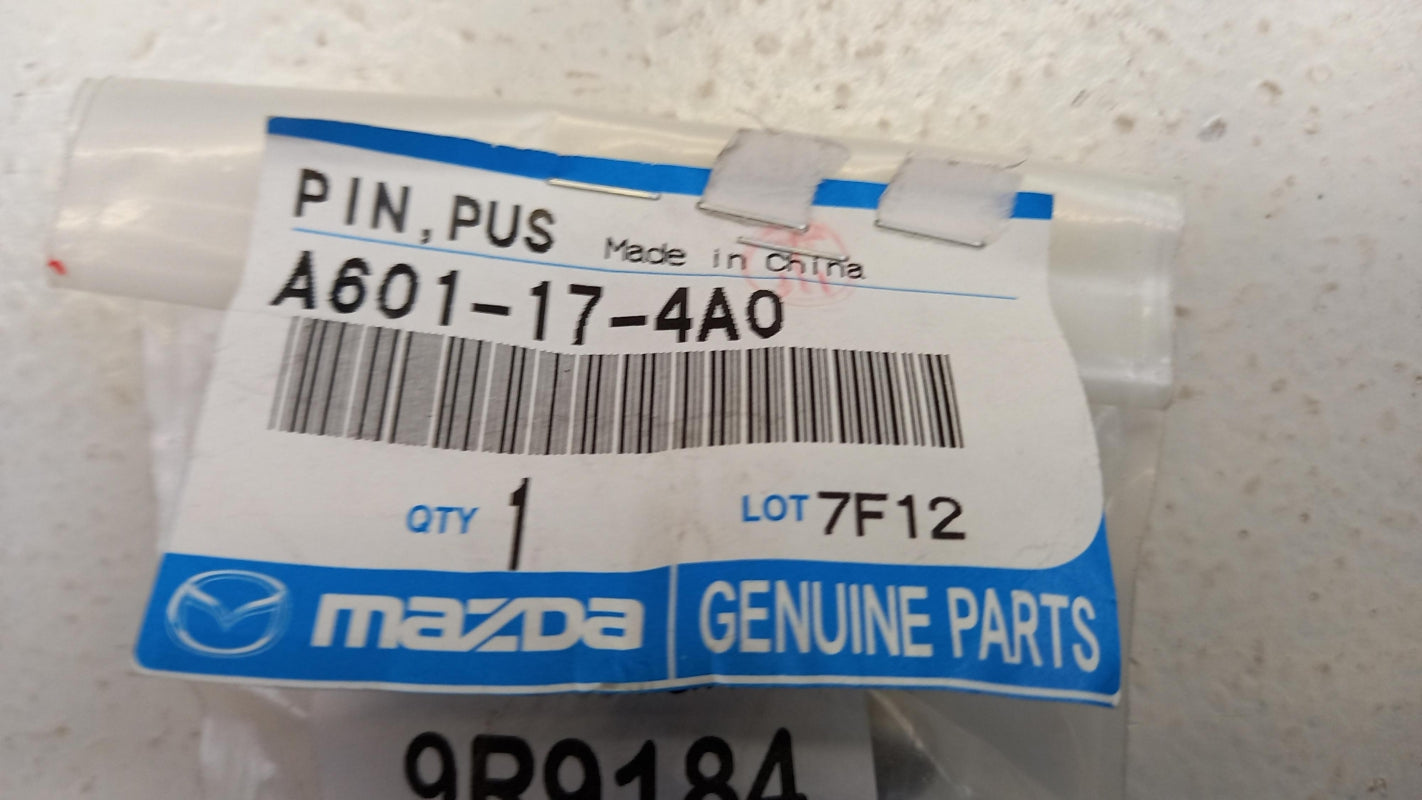 PIN,PUS
Made in China
A601-17-4A0
QTY 1 LOT 7F12
mazda GENUINE PARTS
9R9184